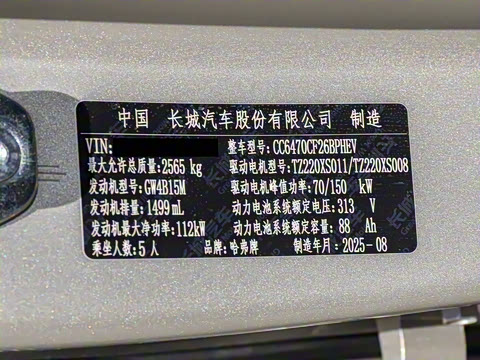 中国 长城汽车股份有限公司 制造
VIN: 整车型号:CC6470CF26BPHEV
最大允许总质量:2565 kg 驱动电机型号:TZ220XS011/TZ220XS008
发动机型号:GW4B15M 驱动电机峰值功率:70/150 kW
发动机排量:1499mL 动力电池系统额定电压:313 V
发动机最大净功率:112kW 动力电池系统额定容量:88 Ah
乘坐人数:5人 品牌:哈弗牌 制造年月:2025-08